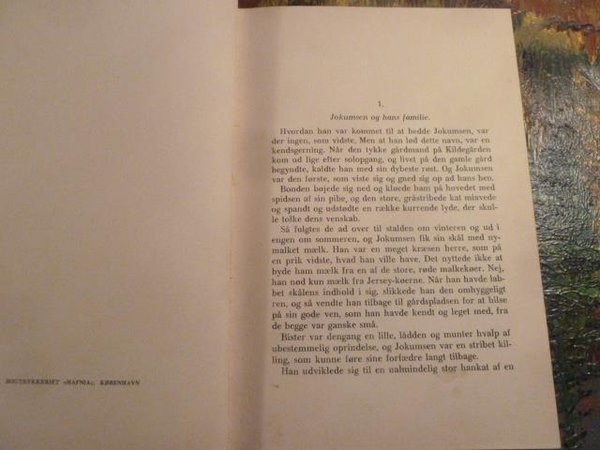 BOGTRYKKERIET »HAFNIA«, KØBENHAVN
1.
Jokumsen og hans familie.
Hvordan han var kommet til at hedde Jokumsen, var
der ingen, som vidste. Men at han lød dette navn, var en
kendsgerning. Når den tykke gårdmand på Kildegården
kom ud lige efter solopgang, og livet på den gamle gård
begyndte, kaldte han med sin dybeste røst. Og Jokumsen
var den første, som viste sig og gned sig op ad hans ben.
Bonden bøjede sig ned og kløede ham på hovedet med
spidsen af sin pibe, og den store, gråstribede kat miavede
og spandt og udstødte en række kurrende lyde, der skul-
le tolke dens venskab.
Så fulgtes de ad over til stalden om vinteren og ud i
engen om sommeren, og Jokumsen fik sin skål med ny-
malket mælk. Han var en meget kræsen herre, som på
en prik vidste, hvad han ville have. Det nyttede ikke at
byde ham mælk fra en af de store, røde malkekøer. Nej,
han nød kun mælk fra Jersey-køerne. Når han havde lab-
bet skålens indhold i sig, slikkede han den omhyggeligt
ren, og så vendte han tilbage til gårdspladsen for at hilse
på sin gode ven, som han havde kendt og leget med, fra
de begge var ganske små.
Bister var dengang en lille, lådden og munter hvalp af
ubestemmelig oprindelse, og Jokumsen var en stribet kil-
ling, som kunne føre sine forfædre langt tilbage.
Han udviklede sig til en ualmindelig stor hankat af en